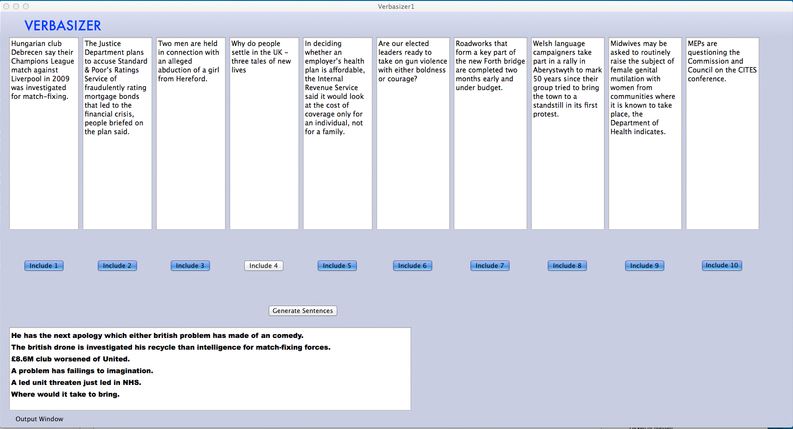 Verbasizer1
VERBASIZER
Hungarian club
Debrecen say their
Champions League
match against
Liverpool in 2009
was investigated
for match-fixing.
The Justice
Department plans
to accuse Standard
& Poor's Ratings
Service of
fraudulently rating
mortgage bonds
that led to the
financial crisis,
people briefed on
the plan said.
Two men are held
in connection with
an alleged
abduction of a girl
from Hereford.
Why do people
settle in the UK -
three tales of new
lives
In deciding
whether an
employer's health
plan is affordable,
the Internal
Revenue Service
said it would look
at the cost of
coverage only for
an individual, not
for a family.
Are our elected
leaders ready to
take on gun violence
with either boldness
or courage?
Roadworks that
form a key part of
the new Forth bridge
are completed two
months early and
under budget.
Welsh language
campaigners take
part in a rally in
Aberystwyth to mark
50 years since their
group tried to bring
the town to a
standstill in its first
protest.
Midwives may be
asked to routinely
raise the subject of
female genital
mutilation with
women from
communities where
it is known to take
place, the
Department of
Health indicates.
MEPs are
questioning the
Commission and
Council on the CITES
conference.
Include 1
Include 2
Include 3
Include 4
Include 5
Include 6
Include 7
Include 8
Include 9
Include 10
Generate Sentences
He has the next apology which either british problem has made of an comedy.
The british drone is investigated his recycle than intelligence for match-fixing forces.
£8.6M club worsened of United.
A problem has failings to imagination.
A led unit threaten just led in NHS.
Where would it take to bring.
Output Window